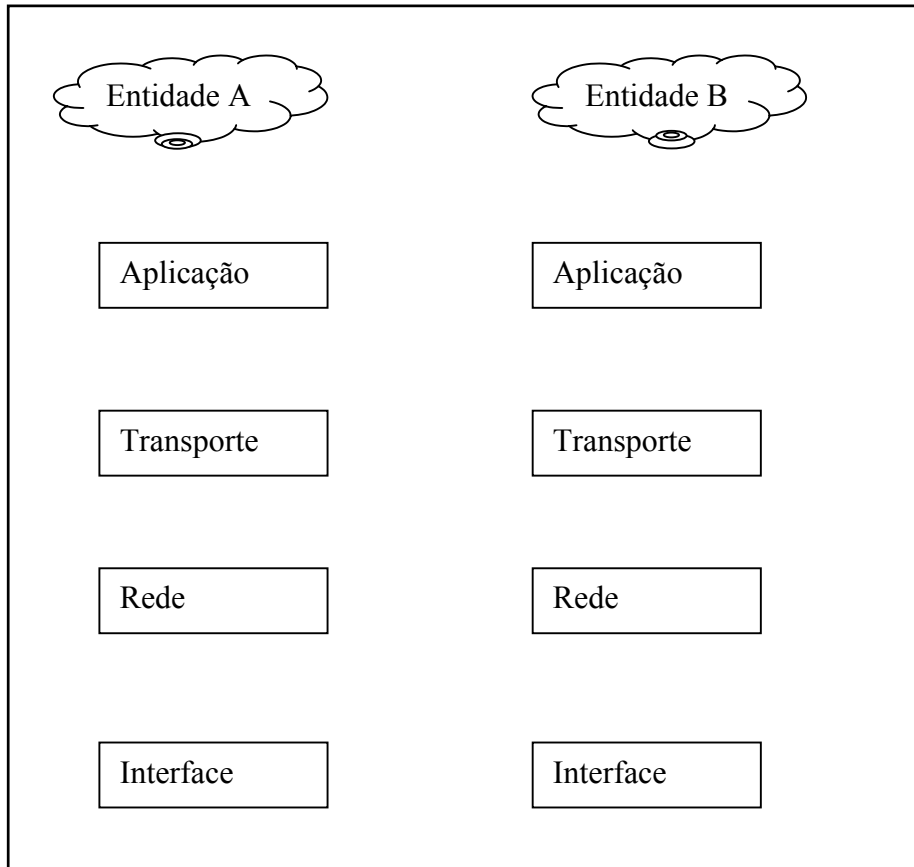 Entidade A
Entidade B
Aplicação
Aplicação
Transporte
Transporte
Rede
Rede
Interface
Interface